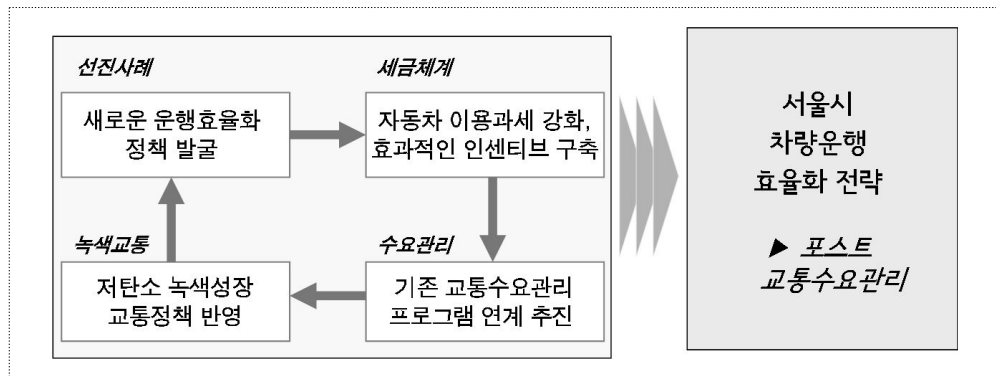 선진사례
새로운 운행효율화
정책 발굴
세금체계
자동차 이용과세 강화,
효과적인 인센티브 구축
녹색교통
저탄소 녹색성장
교통정책 반영
수요관리
기존 교통수요관리
프로그램 연계 추진
서울시
차량운행
효율화 전략
▶ 포스트
교통수요관리